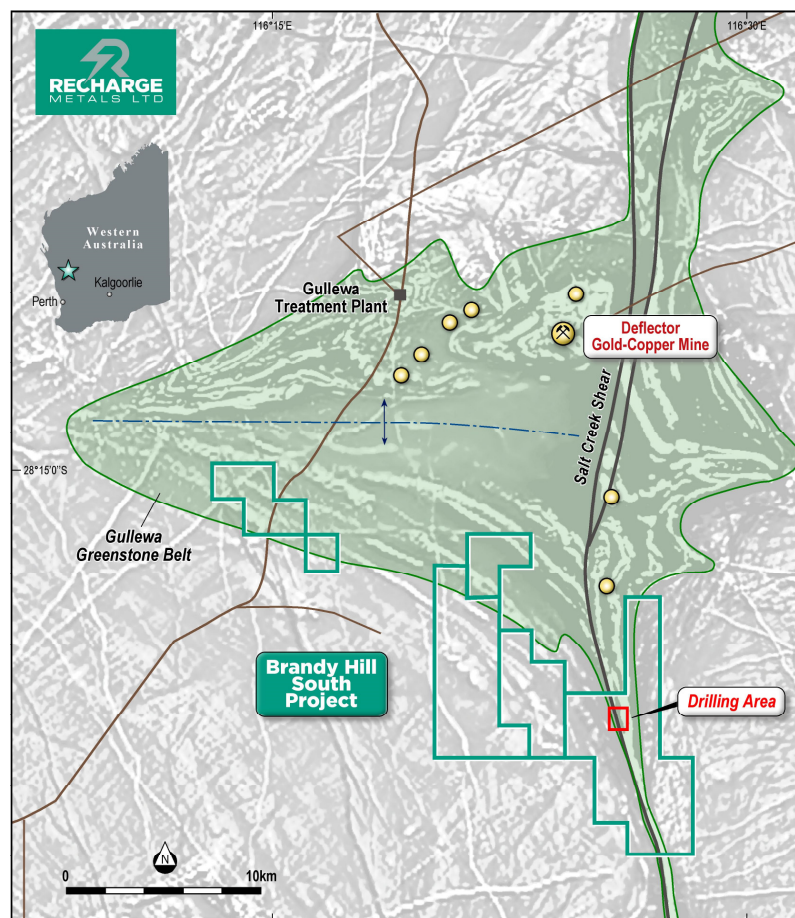 116°15'E
116°30'E
RECHARGE
METALS LTD
Western
Australia
Kalgoorlie
Perth
Gullewa
Treatment Plant
Deflector
Gold-Copper Mine
Salt Creek Shear
28°15'0"S
Gullewa
Greenstone Belt
Brandy Hill
South
Project
Drilling Area
N
0
10km